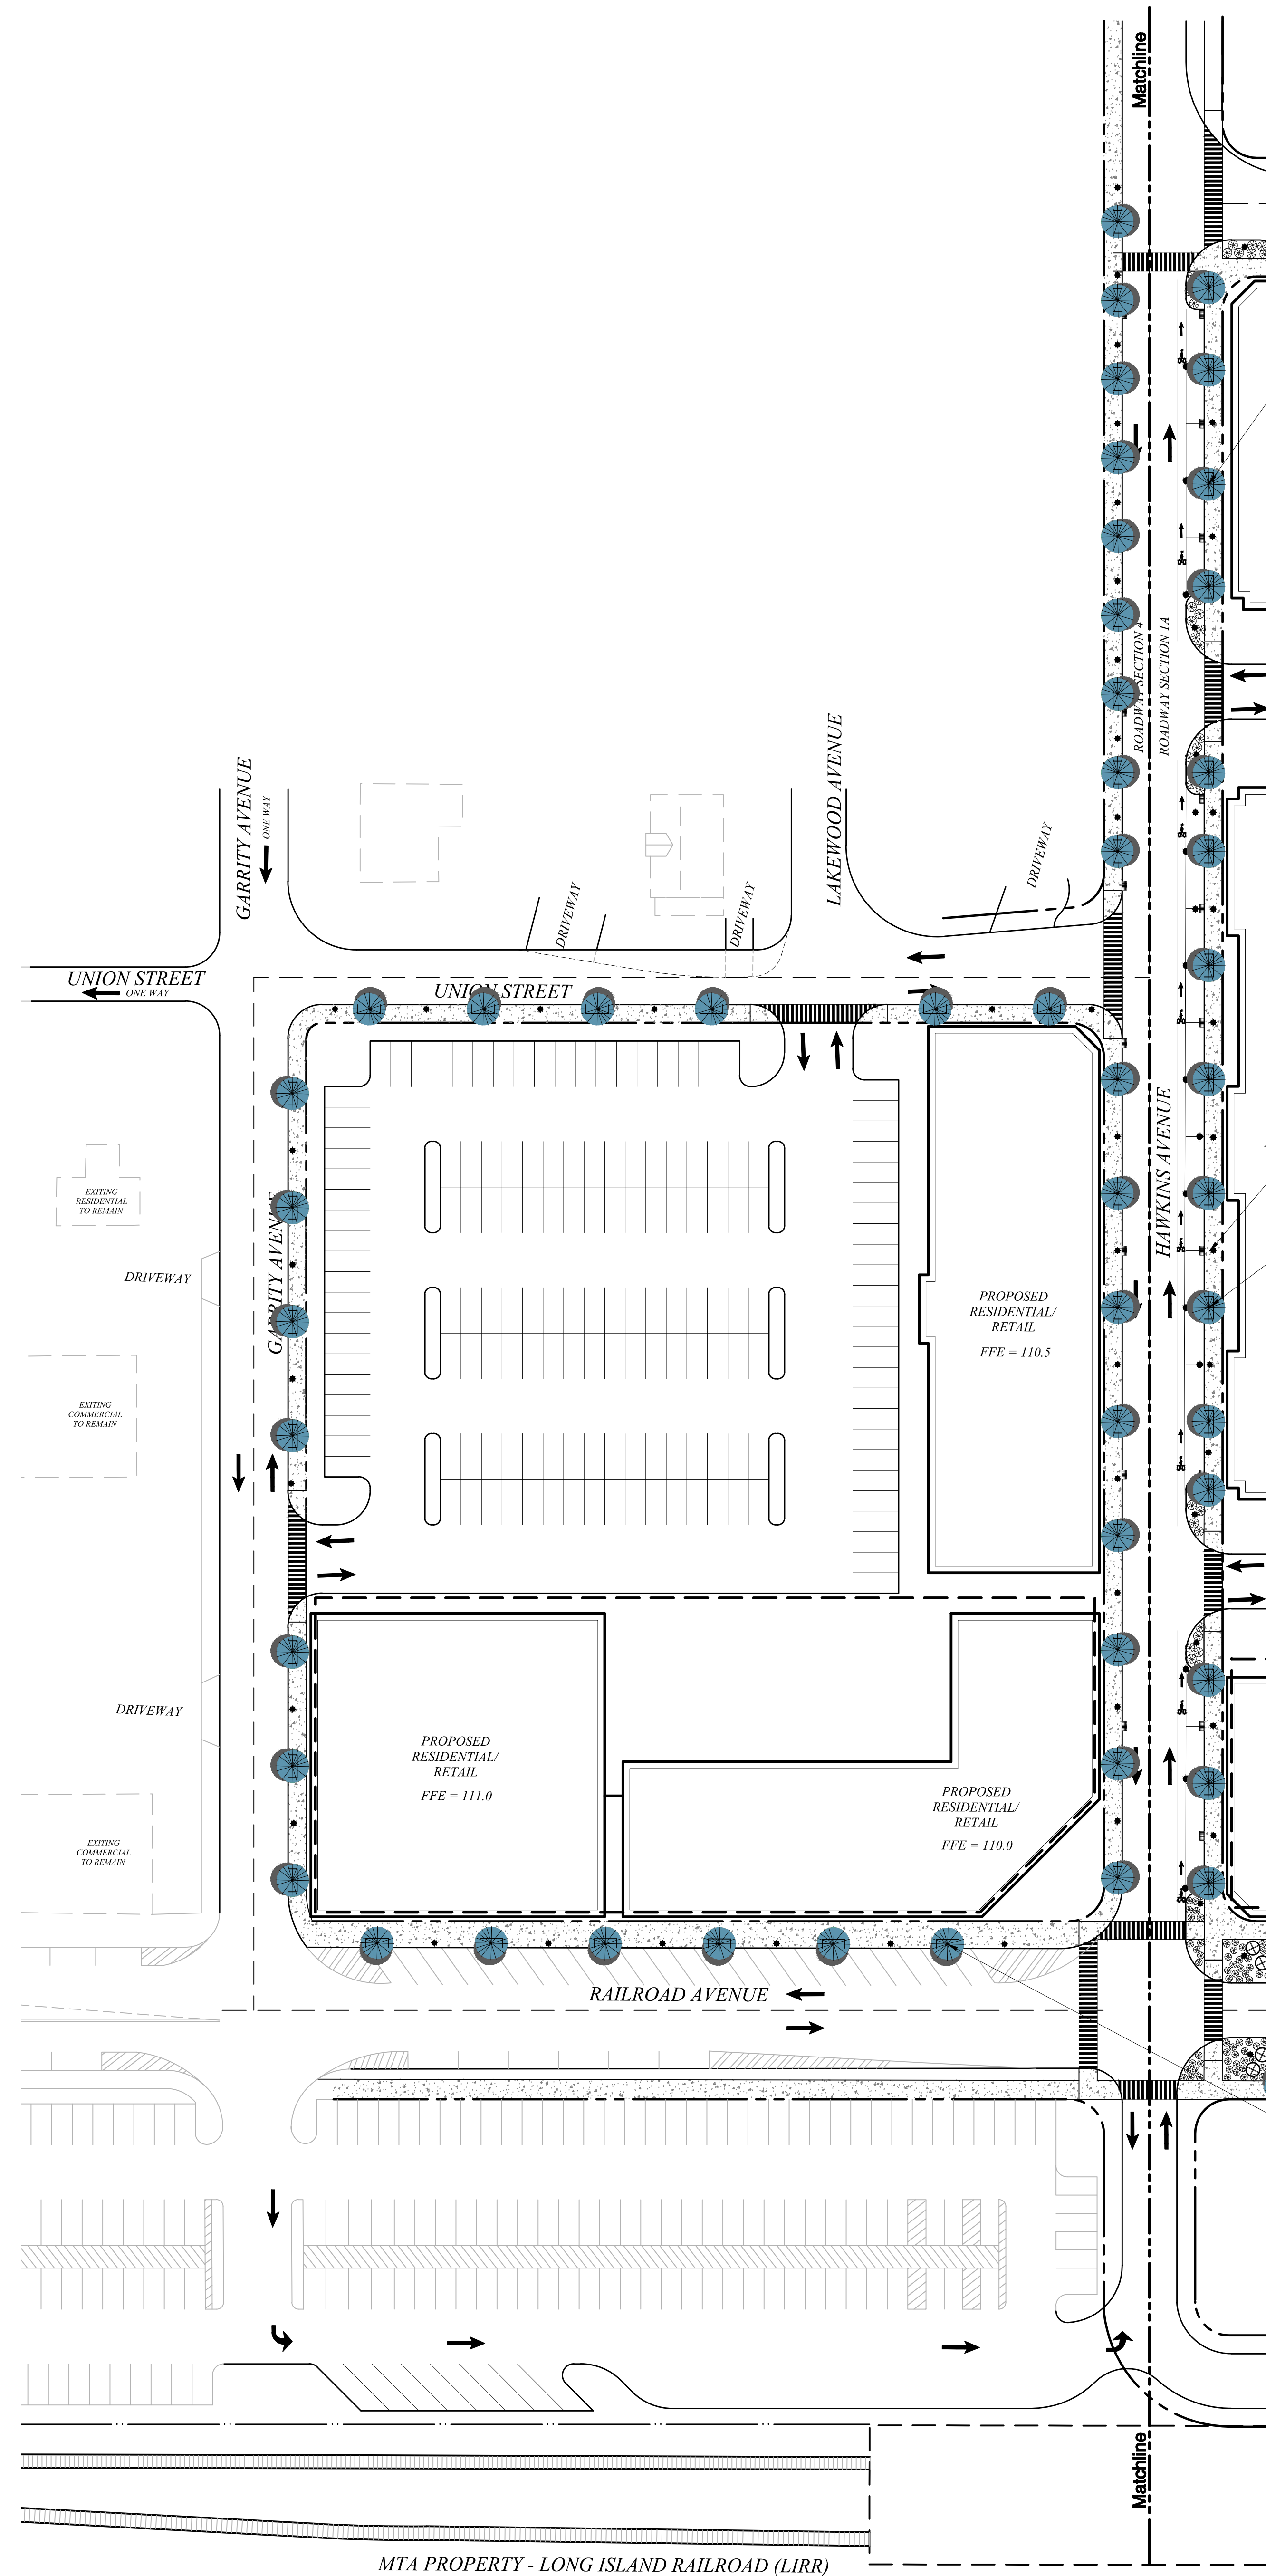 Matchline
ROADWAY SECTION 4
ROADWAY SECTION 1A
GARRITY AVENUE
ONE WAY
LAKEWOOD AVENUE
DRIVEWAY
DRIVEWAY
DRIVEWAY
UNION STREET
ONE WAY
UNION STREET
HAWKINS AVENUE
EXITING
RESIDENTIAL
TO REMAIN
GARRITY AVENUE
DRIVEWAY
PROPOSED
RESIDENTIAL/
RETAIL
FFE = 110.5
EXITING
COMMERCIAL
TO REMAIN
DRIVEWAY
PROPOSED
RESIDENTIAL/
RETAIL
FFE = 111.0
PROPOSED
RESIDENTIAL/
RETAIL
FFE = 110.0
EXITING
COMMERCIAL
TO REMAIN
RAILROAD AVENUE
Matchline
MTA PROPERTY - LONG ISLAND RAILROAD (LIRR)